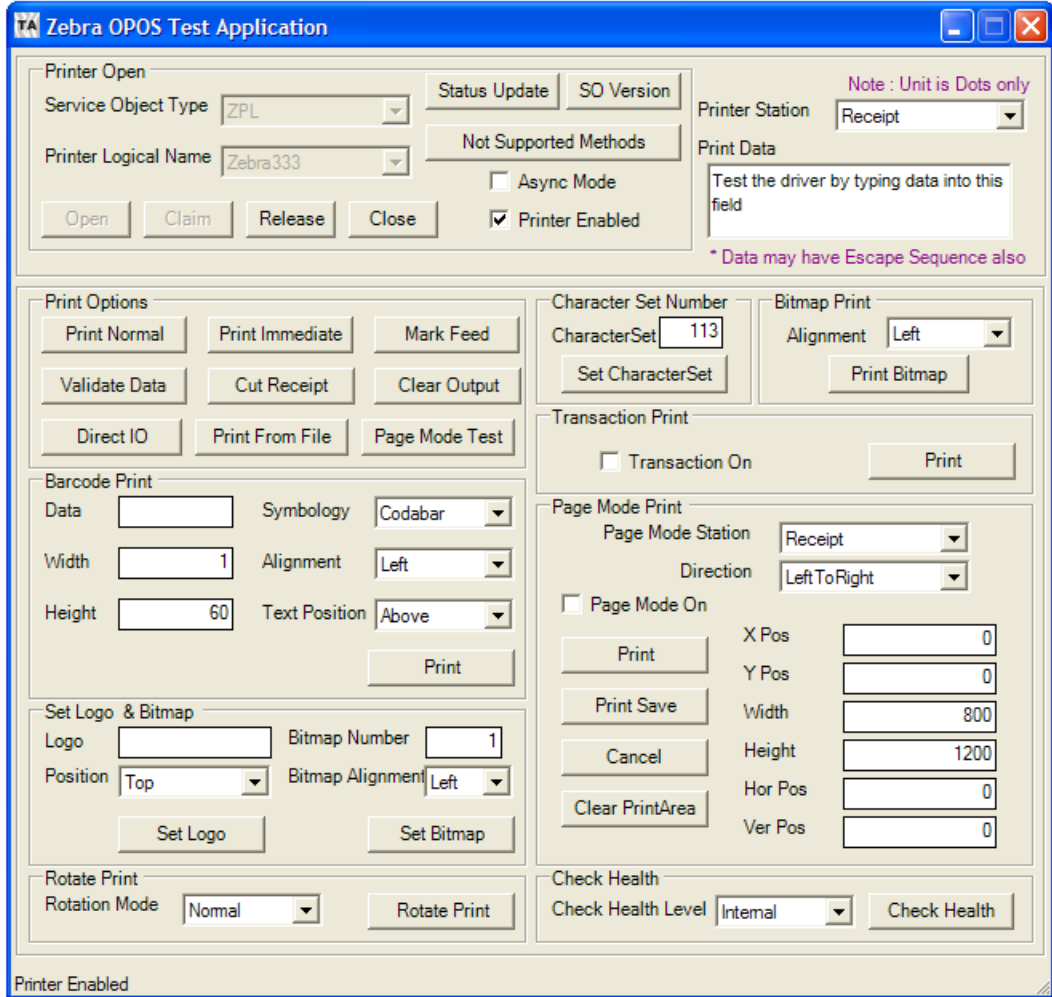 TA Zebra OPOS Test Application
Printer Open
Service Object Type ZPL
Printer Logical Name Zebra333
Open Claim Release Close
Status Update SO Version
Not Supported Methods
Async Mode
Printer Enabled
Note : Unit is Dots only
Printer Station Receipt
Print Data
Test the driver by typing data into this
field
* Data may have Escape Sequence also
Print Options
Print Normal Print Immediate Mark Feed
Validate Data Cut Receipt Clear Output
Direct IO Print From File Page Mode Test
Character Set Number
CharacterSet 113
Set CharacterSet
Bitmap Print
Alignment Left
Print Bitmap
Transaction Print
Transaction On Print
Barcode Print
Data Symbology Codabar
Width 1 Alignment Left
Height 60 Text Position Above
Print
Page Mode Print
Page Mode Station Receipt
Direction LeftToRight
Page Mode On
Print
Print Save
Cancel
Clear PrintArea
X Pos 0
Y Pos 0
Width 800
Height 1200
Hor Pos 0
Ver Pos 0
Set Logo & Bitmap
Logo Bitmap Number 1
Position Top Bitmap Alignment Left
Set Logo Set Bitmap
Rotate Print
Rotation Mode Normal Rotate Print
Check Health
Check Health Level Internal Check Health
Printer Enabled